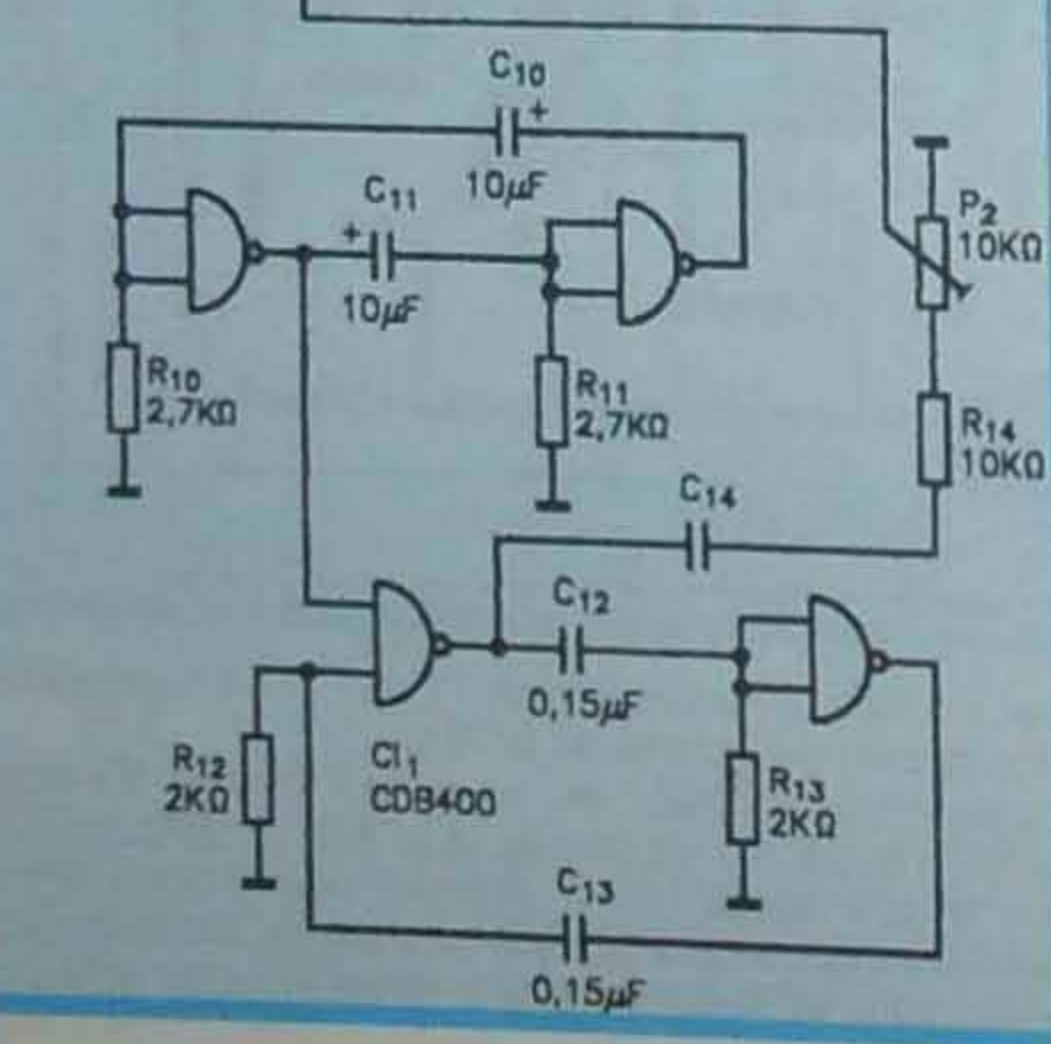 C10
+
10µF
C11
+
10µF
P2
10KΩ
R10
2,7KΩ
R11
2,7KΩ
R14
10KΩ
C14
C12
0,15µF
R12
2KΩ
CI1
CDB400
R13
2KΩ
C13
0,15µF